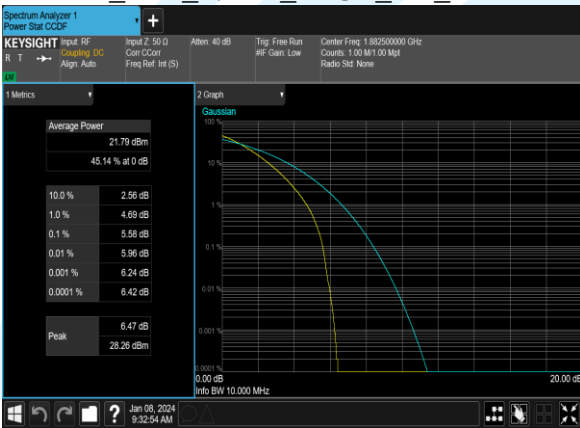 Spectrum Analyzer 1
Power Stat CCDF
KEYSIGHT
R T
LV
Input: RF
Coupling: DC
Align: Auto
Input Z: 50 Ω
Corr CCorr
Freq Ref: Int (S)
Atten: 40 dB
Trig: Free Run
#IF Gain: Low
Center Freq: 1.882500000 GHz
Counts: 1.00 M/1.00 Mpt
Radio Std: None
1 Metrics
Average Power
21.79 dBm
45.14 % at 0 dB
10.0 % 2.56 dB
1.0 % 4.69 dB
0.1 % 5.58 dB
0.01 % 5.96 dB
0.001 % 6.24 dB
0.0001 % 6.42 dB
Peak 6.47 dB
28.26 dBm
2 Graph
Gaussian
100 %
10 %
1 %
0.1 %
0.01 %
0.001 %
0.0001 %
0.00 dB
20.00 dB
Info BW 10.000 MHz
Jan 08, 2024
9:32:54 AM